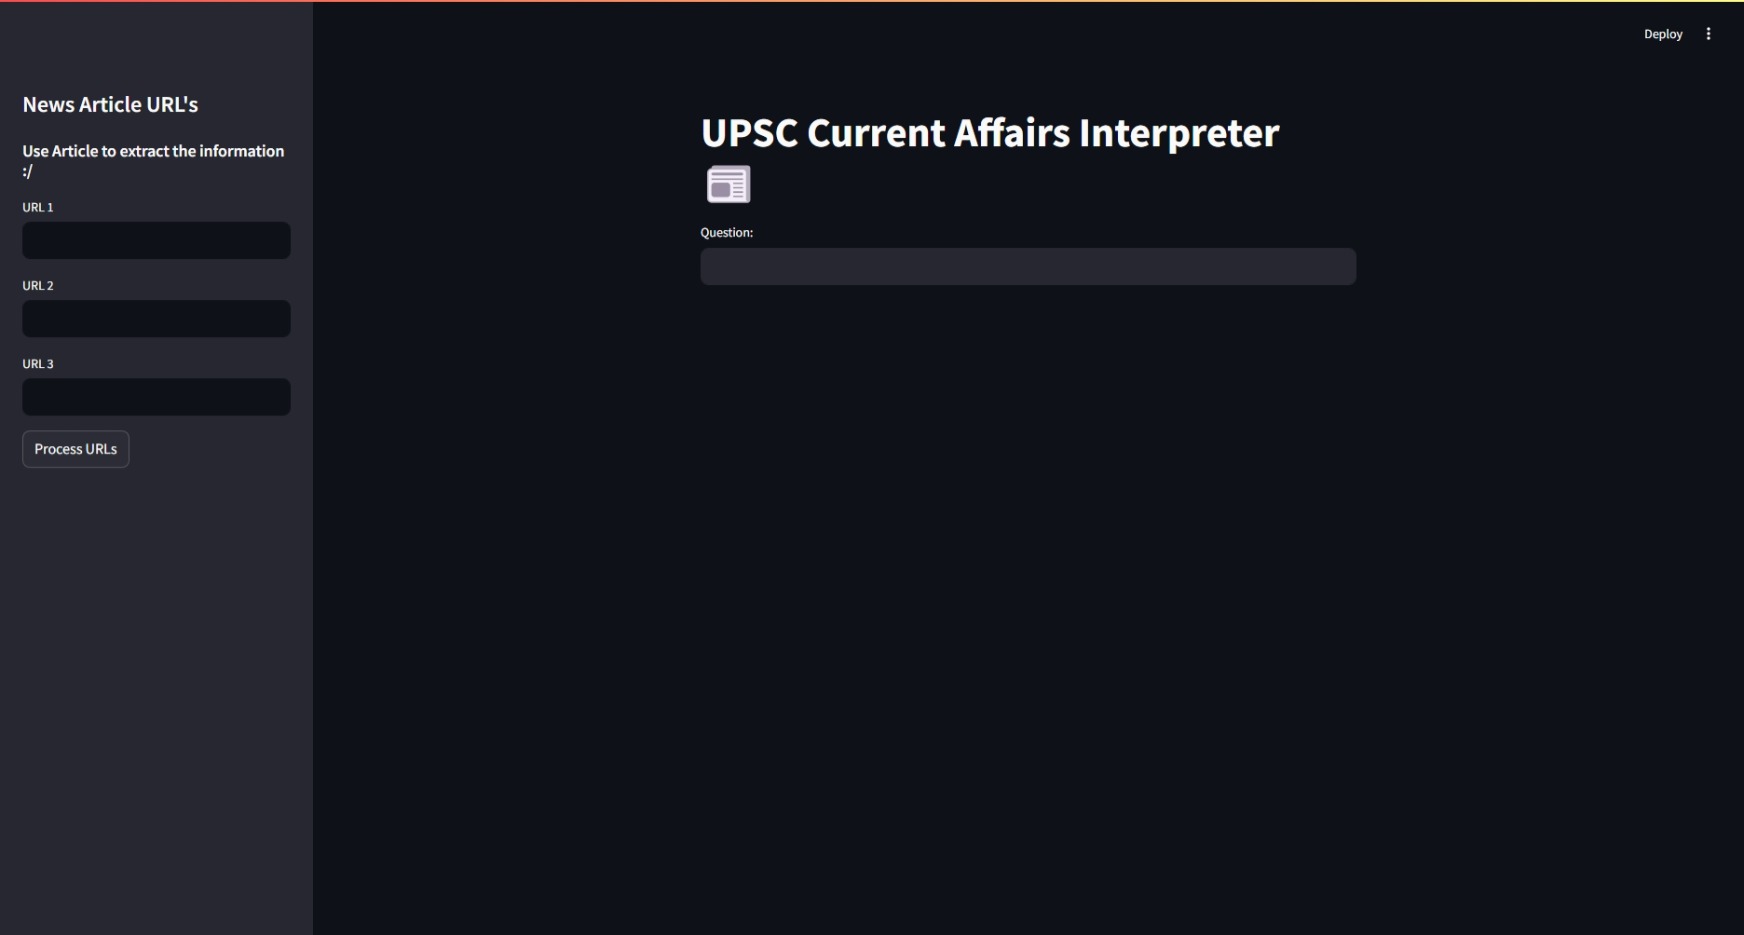 Deploy
News Article URL's
Use Article to extract the information
:/
URL 1
URL 2
URL 3
Process URLs
UPSC Current Affairs Interpreter
Question: